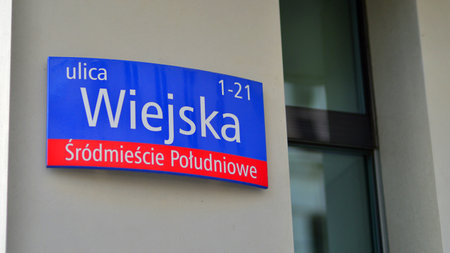 ulica
1-21
Wiejska
Śródmieście Południowe